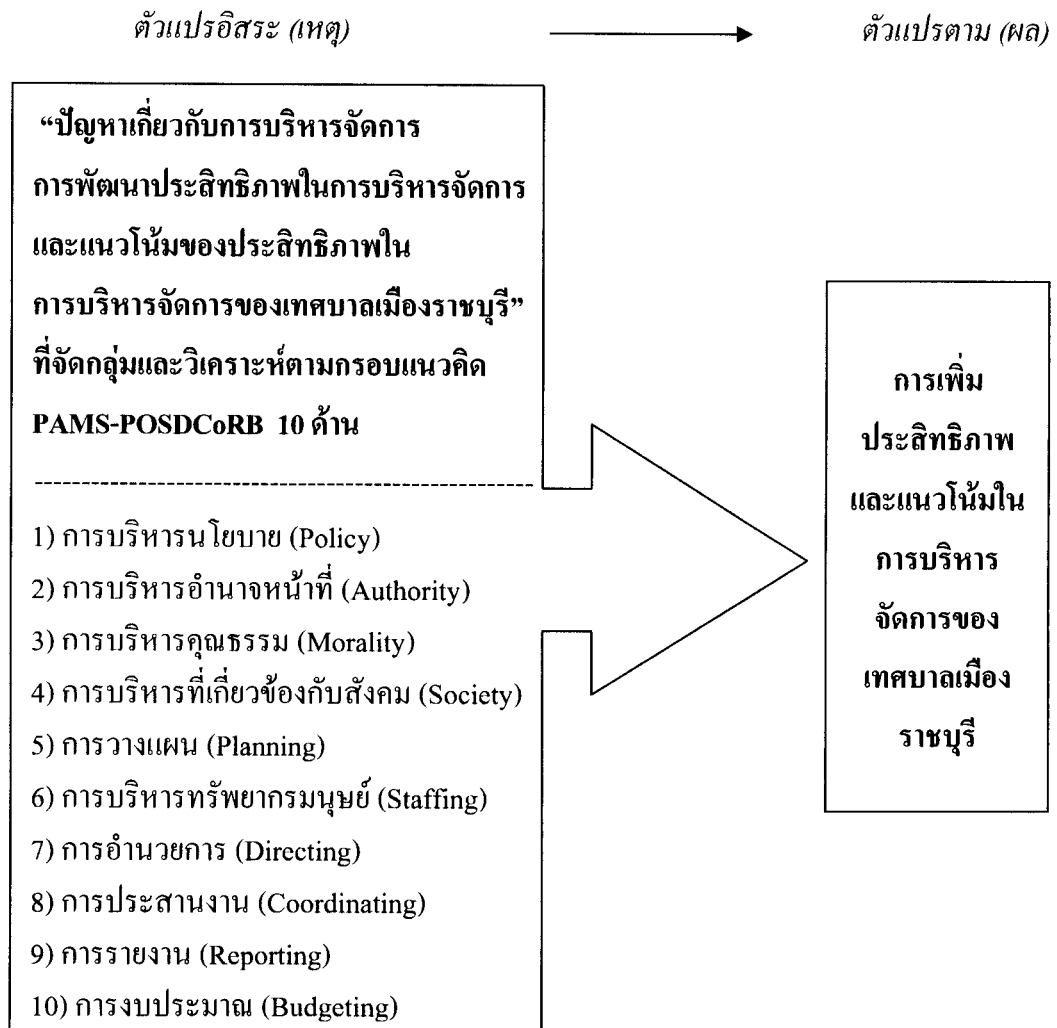 ตัวแปรอิสระ (เหตุ) ตัวแปรตาม (ผล)
“ปัญหาเกี่ยวกับการบริหารจัดการ
การพัฒนาประสิทธิภาพในการบริหารจัดการ
และแนวโน้มของประสิทธิภาพใน
การบริหารจัดการของเทศบาลเมืองราชบุรี”
ที่จัดกลุ่มและวิเคราะห์ตามกรอบแนวคิด
PAMS-POSDCoRB 10 ด้าน
1) การบริหารนโยบาย (Policy)
2) การบริหารอำนาจหน้าที่ (Authority)
3) การบริหารคุณธรรม (Morality)
4) การบริหารที่เกี่ยวข้องกับสังคม (Society)
5) การวางแผน (Planning)
6) การบริหารทรัพยากรมนุษย์ (Staffing)
7) การอำนวยการ (Directing)
8) การประสานงาน (Coordinating)
9) การรายงาน (Reporting)
10) การงบประมาณ (Budgeting)
การเพิ่ม
ประสิทธิภาพ
และแนวโน้มใน
การบริหาร
จัดการของ
เทศบาลเมือง
ราชบุรี